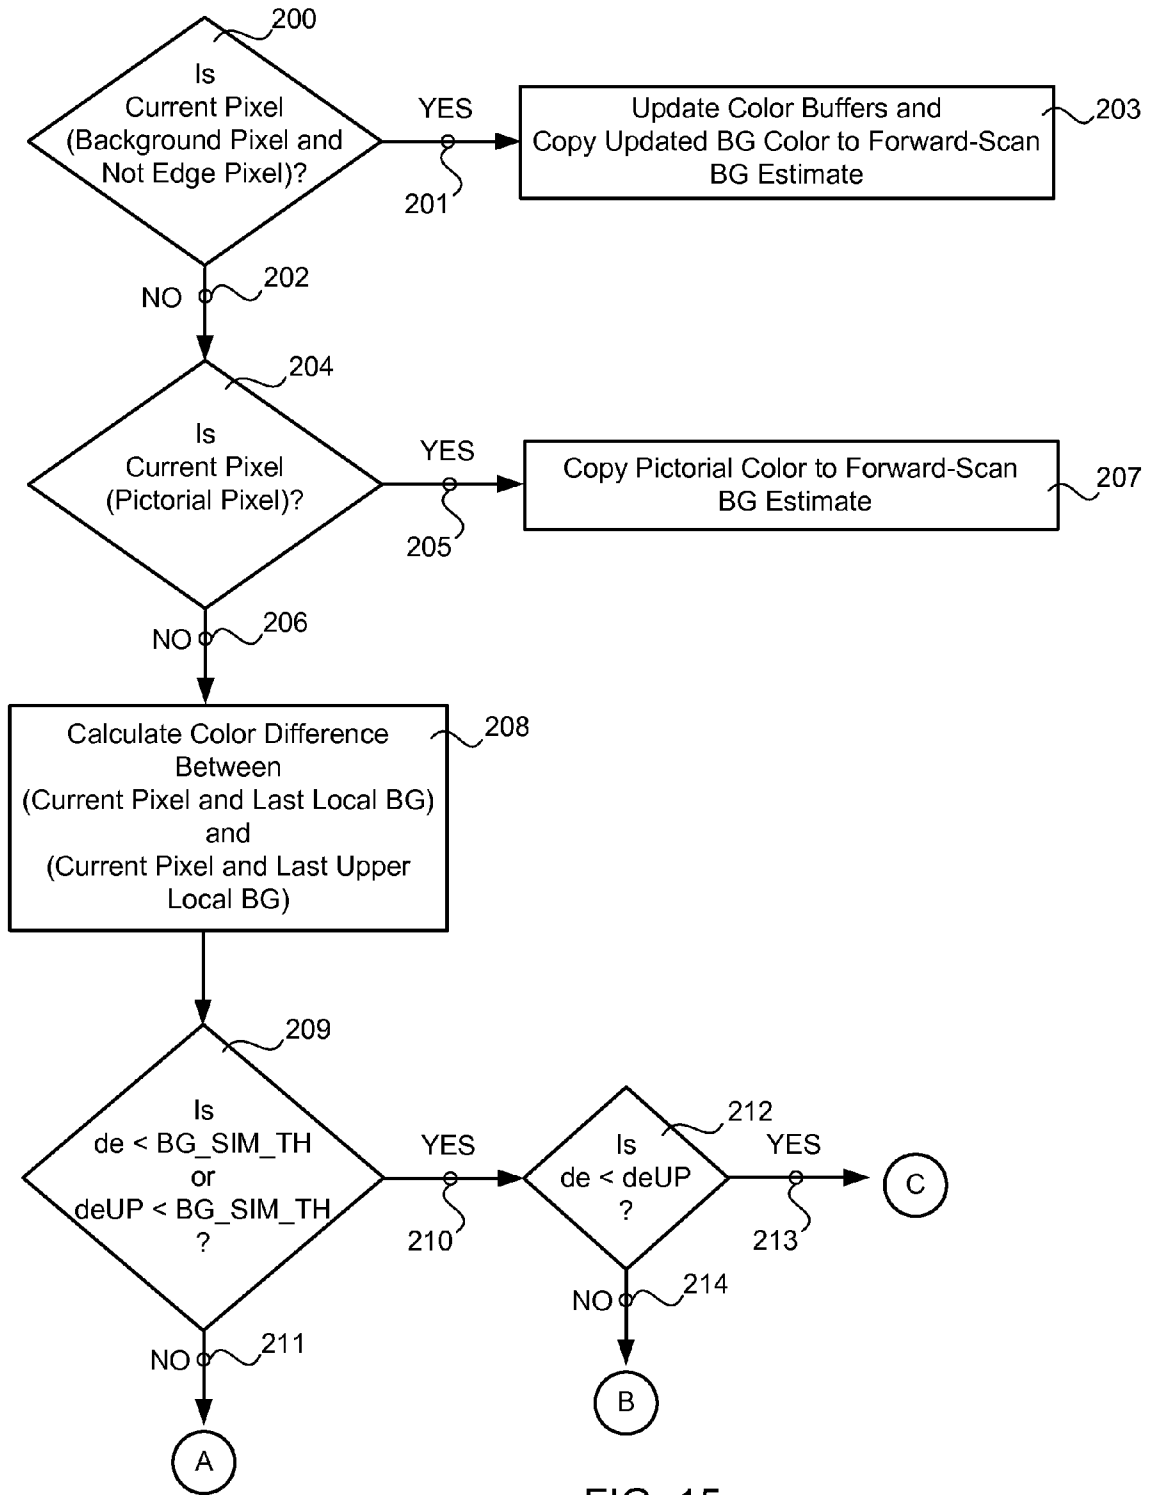 200
Is
Current Pixel
(Background Pixel and
Not Edge Pixel)?
YES
201
Update Color Buffers and
Copy Updated BG Color to Forward-Scan
BG Estimate
203
NO
202
204
Is
Current Pixel
(Pictorial Pixel)?
YES
205
Copy Pictorial Color to Forward-Scan
BG Estimate
207
NO
206
Calculate Color Difference
Between
(Current Pixel and Last Local BG)
and
(Current Pixel and Last Upper
Local BG)
208
209
Is
de < BG_SIM_TH
or
deUP < BG_SIM_TH
?
YES
210
212
Is
de < deUP
?
YES
213
C
NO
214
B
NO
211
A
FIG. 15